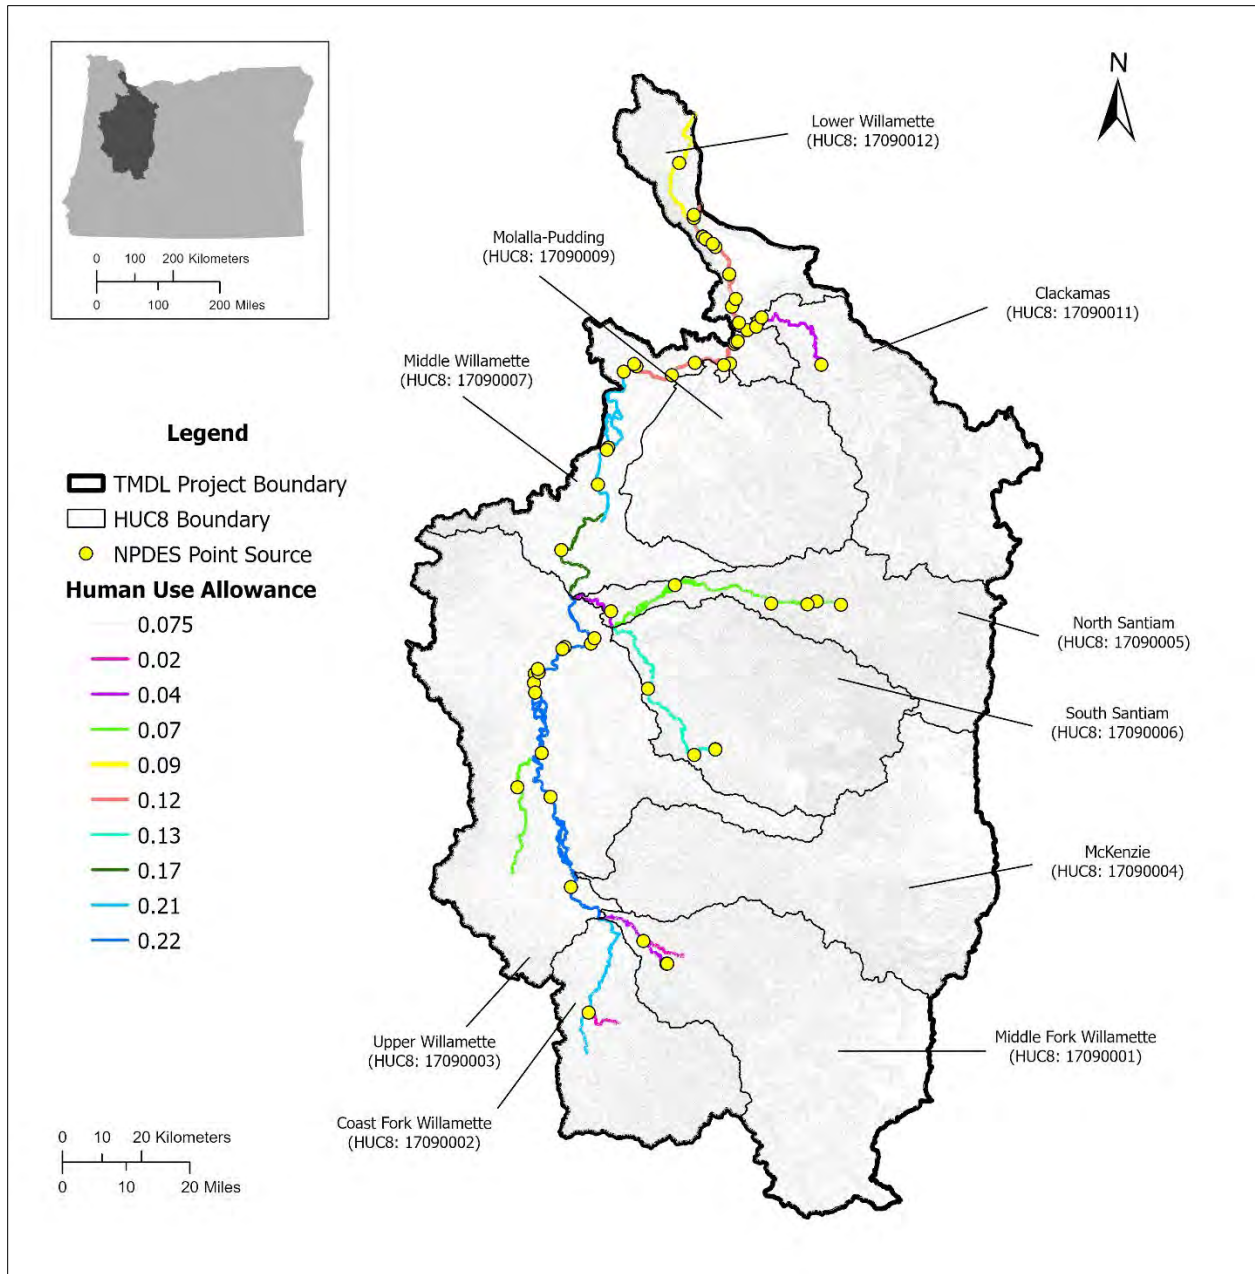 0 100 200 Kilometers
0 100 200 Miles
N
Lower Willamette
(HUC8: 17090012)
Molalla-Pudding
(HUC8: 17090009)
Clackamas
(HUC8: 17090011)
Middle Willamette
(HUC8: 17090007)
Legend
TMDL Project Boundary
HUC8 Boundary
NPDES Point Source
Human Use Allowance
0.075
0.02
0.04
0.07
0.09
0.12
0.13
0.17
0.21
0.22
North Santiam
(HUC8: 17090005)
South Santiam
(HUC8: 17090006)
McKenzie
(HUC8: 17090004)
Upper Willamette
(HUC8: 17090003)
Middle Fork Willamette
(HUC8: 17090001)
Coast Fork Willamette
(HUC8: 17090002)
0 10 20 Kilometers
0 10 20 Miles